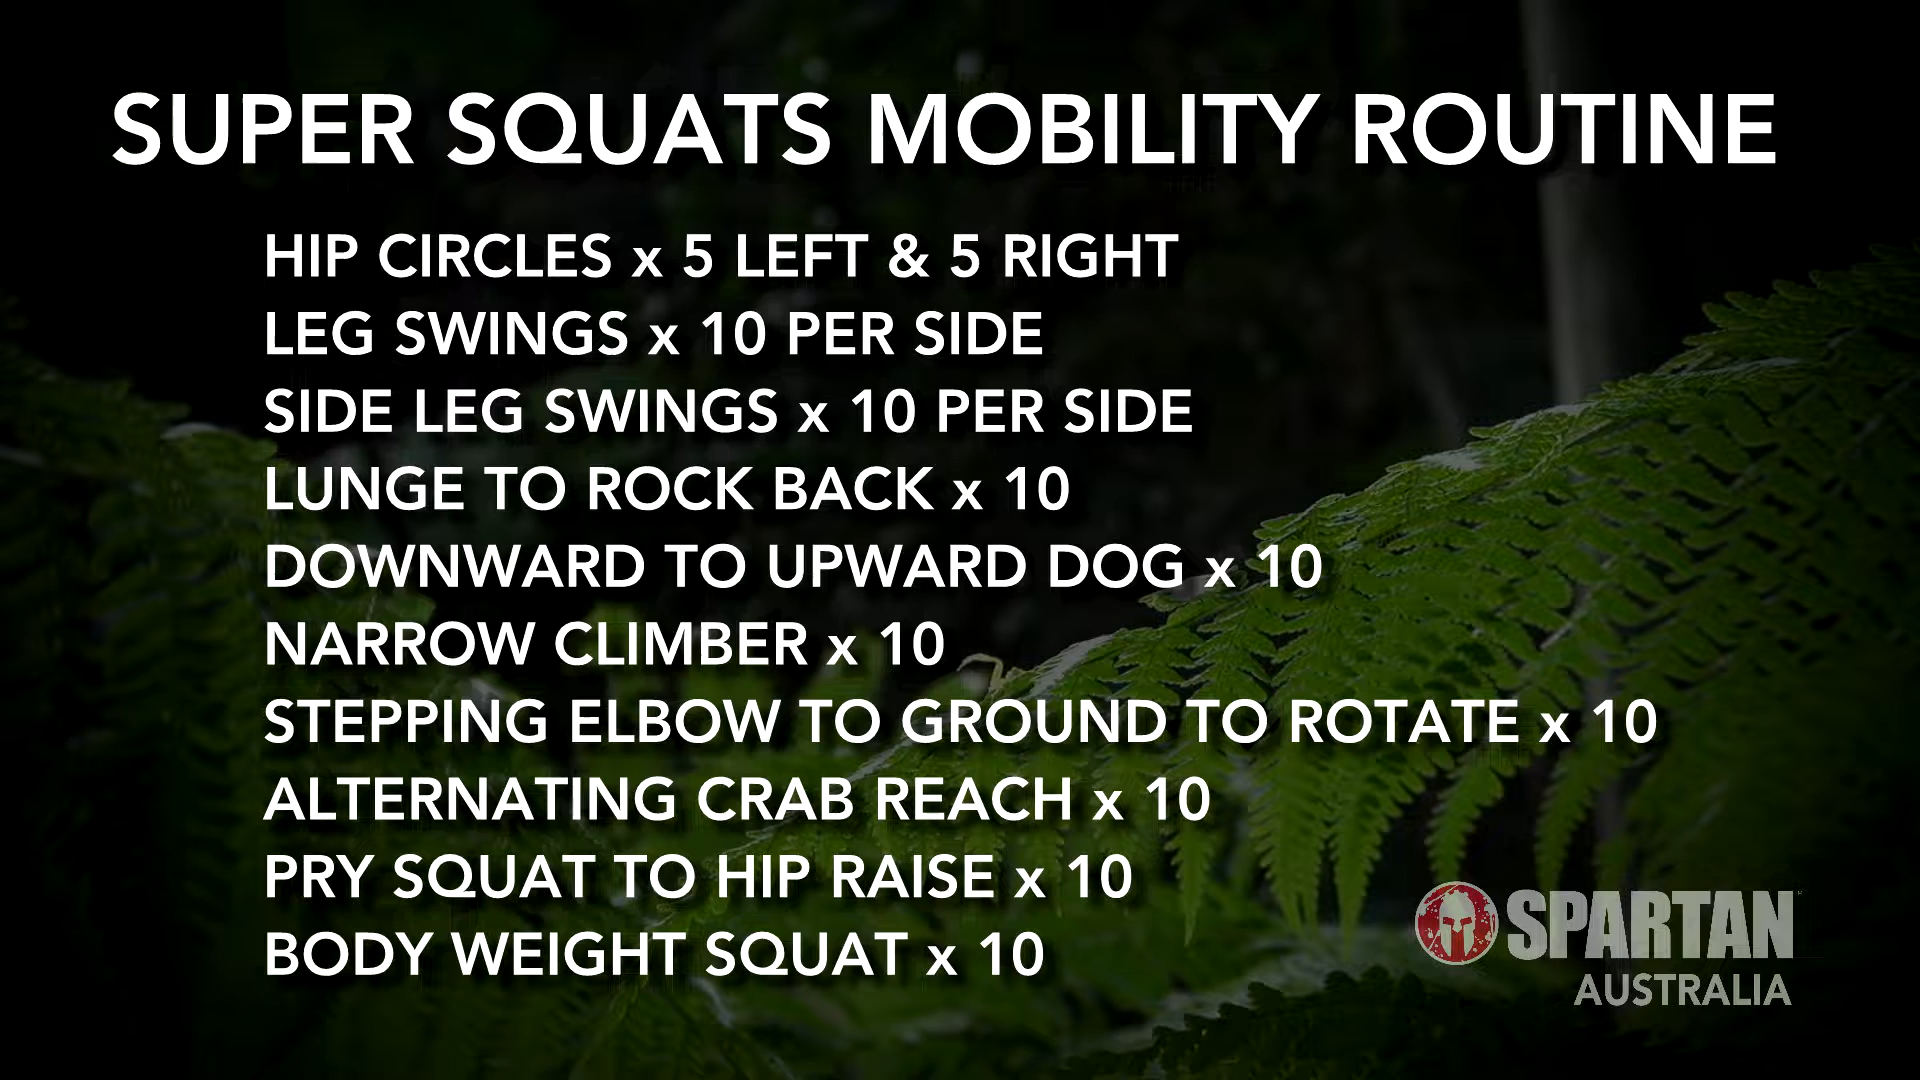 SUPER SQUATS MOBILITY ROUTINE
HIP CIRCLES x 5 LEFT & 5 RIGHT
LEG SWINGS x 10 PER SIDE
SIDE LEG SWINGS x 10 PER SIDE
LUNGE TO ROCK BACK x 10
DOWNWARD TO UPWARD DOG x 10
NARROW CLIMBER x 10
STEPPING ELBOW TO GROUND TO ROTATE x 10
ALTERNATING CRAB REACH x 10
PRY SQUAT TO HIP RAISE x 10
BODY WEIGHT SQUAT x 10
SPARTAN
AUSTRALIA